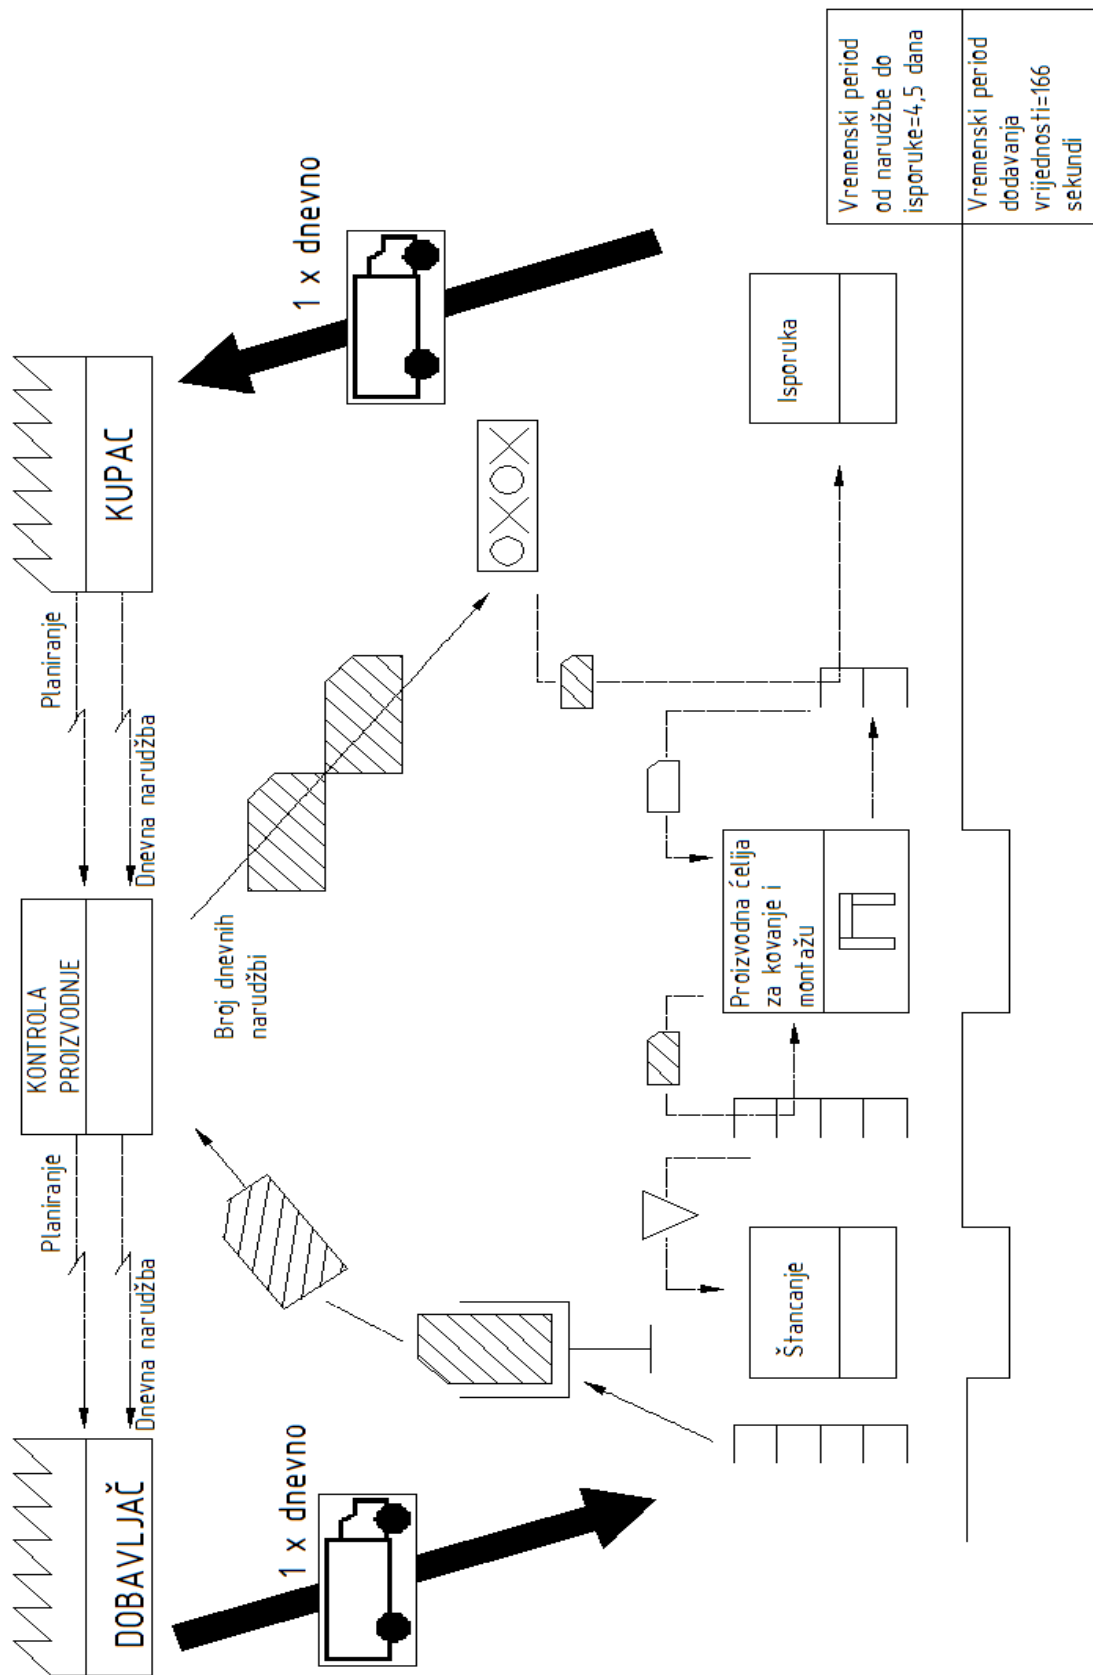 DOBAVLJAČ
Planiranje
Dnevna narudžba
KONTROLA
PROIZVODNJE
Planiranje
Dnevna narudžba
KUPAC
1 x dnevno
Broj dnevnih
narudžbi
OXOX
1 x dnevno
Štancanje
Proizvodna ćelija
za kovanje i
montažu
Isporuka
Vremenski period
od narudžbe do
isporuke=4,5 dana
Vremenski period
dodavanja
vrijednosti=166
sekundi